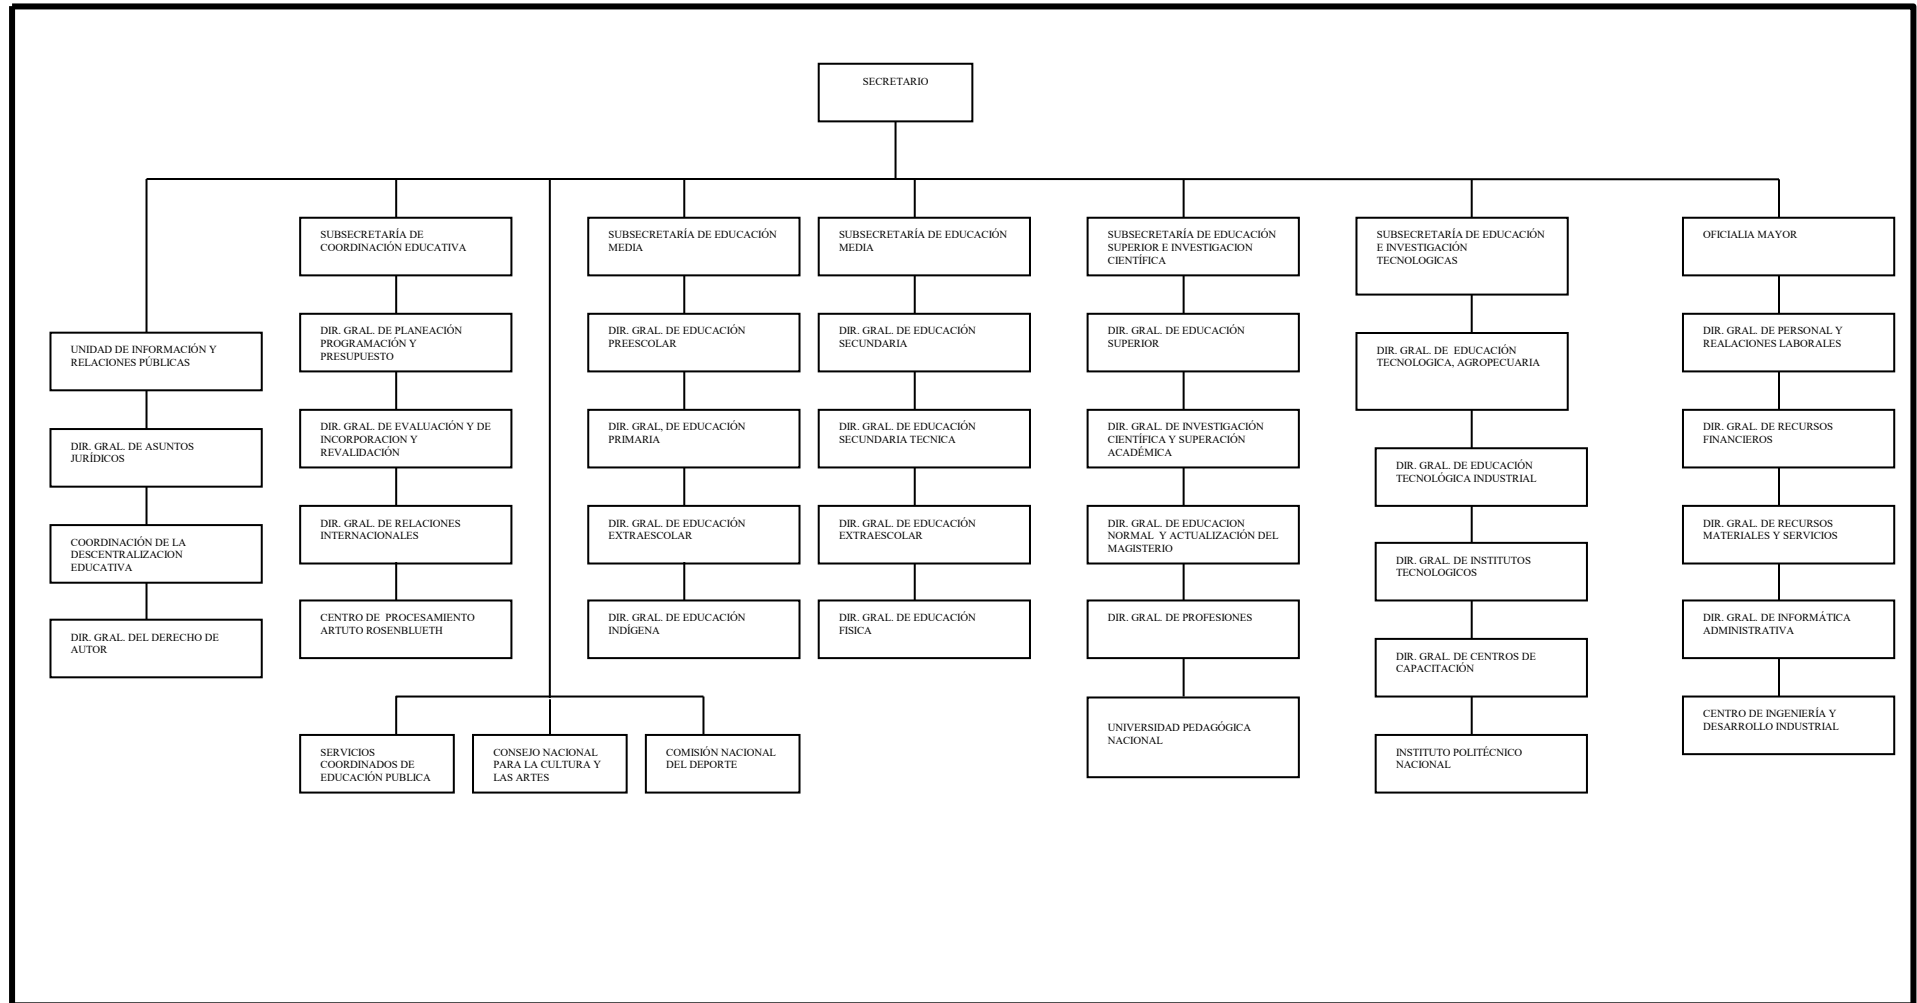 SECRETARIO
UNIDAD DE INFORMACIÓN Y
RELACIONES PÚBLICAS
DIR. GRAL. DE ASUNTOS
JURÍDICOS
COORDINACIÓN DE LA
DESCENTRALIZACION
EDUCATIVA
DIR. GRAL. DEL DERECHO DE
AUTOR
SUBSECRETARÍA DE
COORDINACIÓN EDUCATIVA
DIR. GRAL. DE PLANEACIÓN
PROGRAMACIÓN Y
PRESUPUESTO
DIR. GRAL. DE EVALUACIÓN Y DE
INCORPORACION Y
REVALIDACIÓN
DIR. GRAL. DE RELACIONES
INTERNACIONALES
CENTRO DE PROCESAMIENTO
ARTUTO ROSENBLUETH
SERVICIOS
COORDINADOS DE
EDUCACIÓN PUBLICA
CONSEJO NACIONAL
PARA LA CULTURA Y
LAS ARTES
COMISIÓN NACIONAL
DEL DEPORTE
SUBSECRETARÍA DE EDUCACIÓN
MEDIA
DIR. GRAL. DE EDUCACIÓN
PREESCOLAR
DIR. GRAL, DE EDUCACIÓN
PRIMARIA
DIR. GRAL. DE EDUCACIÓN
EXTRAESCOLAR
DIR. GRAL. DE EDUCACIÓN
INDÍGENA
SUBSECRETARÍA DE EDUCACIÓN
MEDIA
DIR. GRAL. DE EDUCACIÓN
SECUNDARIA
DIR. GRAL. DE EDUCACIÓN
SECUNDARIA TECNICA
DIR. GRAL. DE EDUCACIÓN
EXTRAESCOLAR
DIR. GRAL. DE EDUCACIÓN
FISICA
SUBSECRETARÍA DE EDUCACIÓN
SUPERIOR E INVESTIGACION
CIENTÍFICA
DIR. GRAL. DE EDUCACIÓN
SUPERIOR
DIR. GRAL. DE INVESTIGACIÓN
CIENTÍFICA Y SUPERACIÓN
ACADÉMICA
DIR. GRAL. DE EDUCACION
NORMAL Y ACTUALIZACIÓN DEL
MAGISTERIO
DIR. GRAL. DE PROFESIONES
UNIVERSIDAD PEDAGÓGICA
NACIONAL
SUBSECRETARÍA DE EDUCACIÓN
E INVESTIGACIÓN
TECNOLOGICAS
DIR. GRAL. DE EDUCACIÓN
TECNOLOGICA, AGROPECUARIA
DIR. GRAL. DE EDUCACIÓN
TECNOLÓGICA INDUSTRIAL
DIR. GRAL. DE INSTITUTOS
TECNOLOGICOS
DIR. GRAL. DE CENTROS DE
CAPACITACIÓN
INSTITUTO POLITÉCNICO
NACIONAL
OFICIALIA MAYOR
DIR. GRAL. DE PERSONAL Y
REALACIONES LABORALES
DIR. GRAL. DE RECURSOS
FINANCIEROS
DIR. GRAL. DE RECURSOS
MATERIALES Y SERVICIOS
DIR. GRAL. DE INFORMÁTICA
ADMINISTRATIVA
CENTRO DE INGENIERÍA Y
DESARROLLO INDUSTRIAL